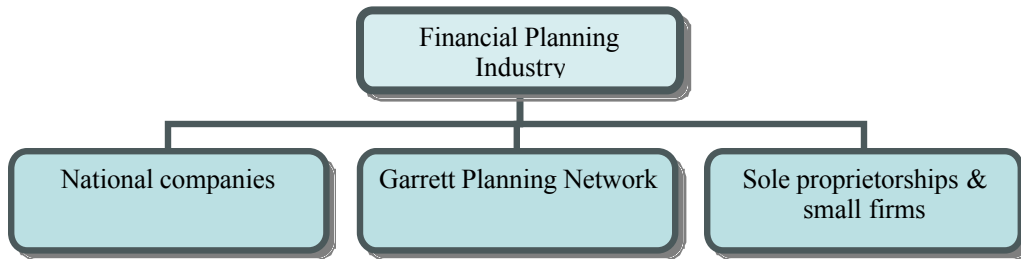 Financial Planning
Industry
National companies
Garrett Planning Network
Sole proprietorships &
small firms